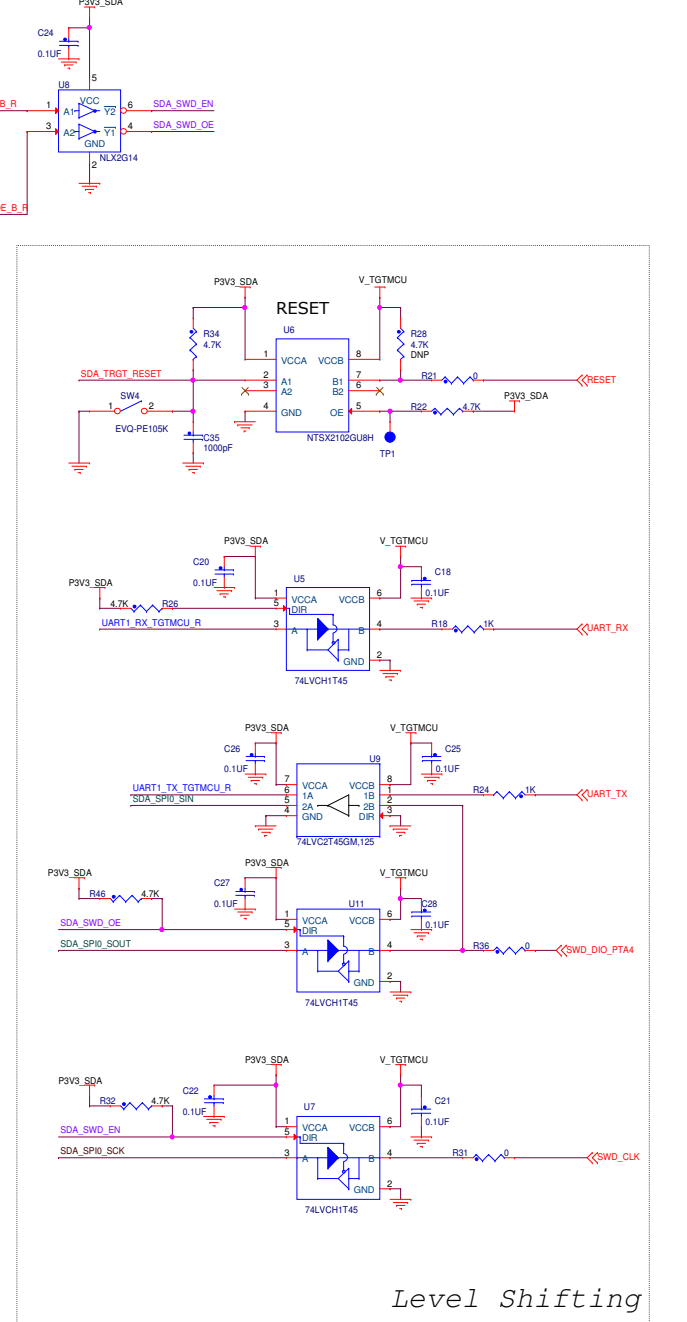 P3V3_SDA
C24
0.1UF
5
U8
VCC
B_R
1
A1
Y2
6
SDA_SWD_EN
3
A2
Y1
4
SDA_SWD_OE
GND
NLX2G14
2
E_B_R
P3V3_SDA
V_TGTMCU
RESET
R34
4.7K
U6
R28
4.7K
DNP
1
VCCA
VCCB
8
SDA_TRGT_RESET
2
A1
B1
7
R21
0
RESET
3
A2
B2
6
SW4
1
2
4
GND
OE
5
R22
4.7K
P3V3_SDA
EVQ-PE105K
C35
1000pF
NTSX2102GU8H
TP1
P3V3_SDA
V_TGTMCU
C20
0.1UF
U5
C18
0.1UF
P3V3_SDA
4.7K
R26
1
VCCA
VCCB
6
5
DIR
UART1_RX_TGTMCU_R
3
A
B
4
R18
1K
UART_RX
GND
2
74LVCH1T45
P3V3_SDA
V_TGTMCU
C26
0.1UF
U9
C25
0.1UF
7
VCCA
VCCB
8
UART1_TX_TGTMCU_R
6
1A
1B
1
R24
1K
UART_TX
SDA_SPI0_SIN
5
2A
2B
2
4
GND
DIR
3
74LVC2T45GM,125
P3V3_SDA
P3V3_SDA
V_TGTMCU
R46
4.7K
C27
0.1UF
U11
C28
0.1UF
1
VCCA
VCCB
6
SDA_SWD_OE
5
DIR
SDA_SPI0_SOUT
3
A
B
4
R36
0
SWD_DIO_PTA4
GND
2
74LVCH1T45
P3V3_SDA
V_TGTMCU
P3V3_SDA
R32
4.7K
C22
0.1UF
U7
C21
0.1UF
1
VCCA
VCCB
6
SDA_SWD_EN
5
DIR
SDA_SPI0_SCK
3
A
B
4
R31
0
SWD_CLK
GND
2
74LVCH1T45
Level Shifting